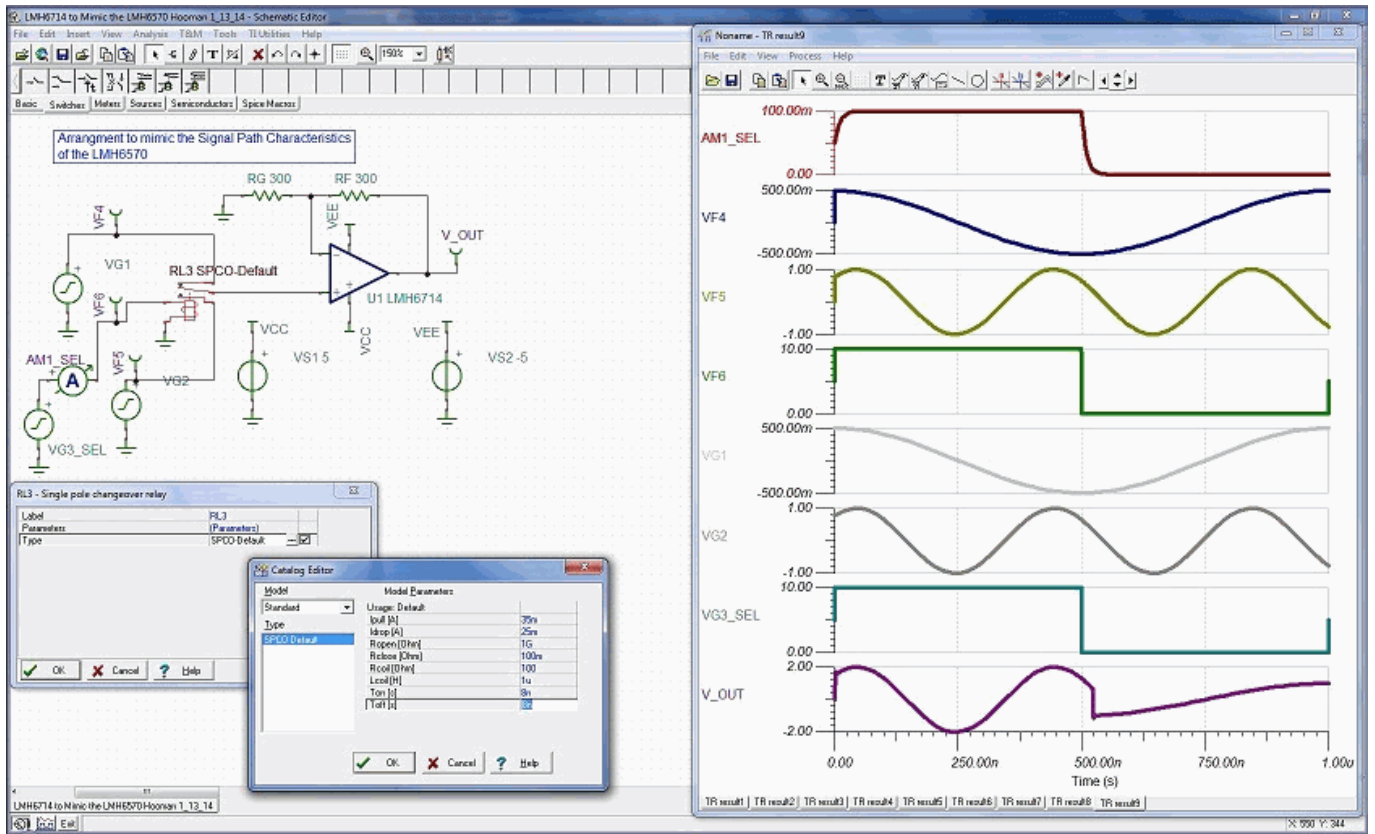 LMH6714 to Mimic the LMH6570 Hooman 1_13_14 - Schematic Editor
File Edit Insert View Analysis T&M Tools TI Utilities Help
150%
Basic Switches Meters Sources Semiconductors Spice Macros
Arrangment to mimic the Signal Path Characteristics
of the LMH6570
RG 300
RF 300
VEE
VF4
V_OUT
VG1
RL3 SPCO-Default
VF6
U1 LMH6714
VCC
VCC
VEE
AM1_SEL
VF5
VS1 5
VS2 -5
A
VG2
VG3_SEL
RL3 - Single pole changeover relay
Label RL3
Parameters (Parameters)
Type SPCO-Default
OK Cancel Help
Catalog Editor
Model
Model Parameters
Standard
Usage: Default
Type
SPCO-Default
Ipull [A] 35m
Idrop [A] 25m
Ropen [Ohm] 1G
Rclose [Ohm] 100m
Rcoil [Ohm] 100
Lcoil [H] 1u
Ton [s] 8n
Toff [s] 8n
OK Cancel Help
LMH6714 to Mimic the LMH6570 Hooman 1_13_14
Exit
Noname - TR result9
File Edit View Process Help
100.00m
AM1_SEL
0.00
500.00m
VF4
-500.00m
1.00
VF5
-1.00
10.00
VF6
0.00
500.00m
VG1
-500.00m
1.00
VG2
-1.00
10.00
VG3_SEL
0.00
2.00
V_OUT
-2.00
0.00 250.00n 500.00n 750.00n 1.00u
Time (s)
TR result1 TR result2 TR result3 TR result4 TR result5 TR result6 TR result7 TR result8 TR result9
X: 550 Y: 344